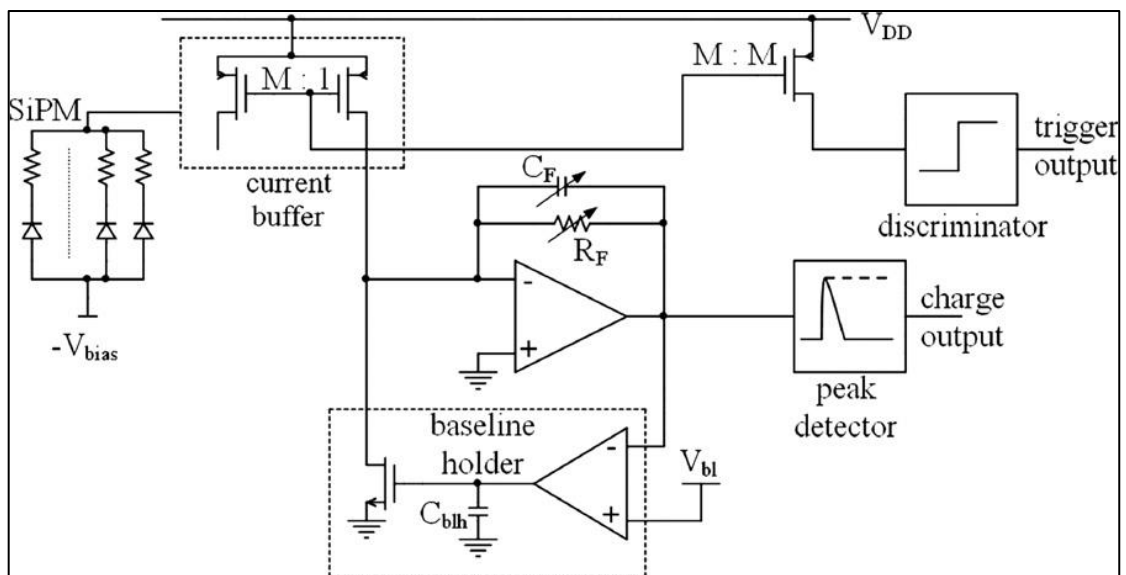 V_DD
M : 1
M : M
SiPM
current
buffer
C_F
R_F
trigger
output
discriminator
-
+
-V_bias
charge
output
peak
detector
baseline
holder
-
+
V_bl
C_blh